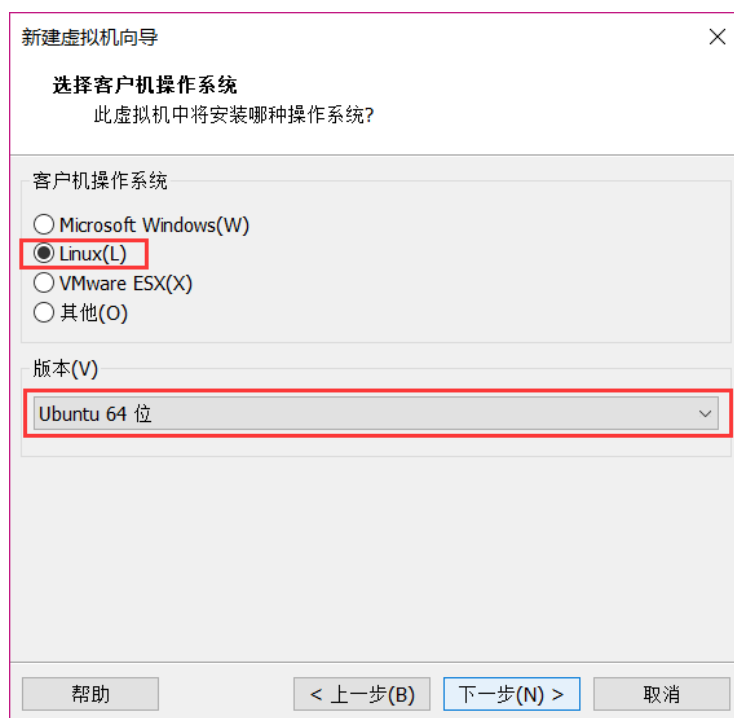 新建虚拟机向导
选择客户机操作系统
此虚拟机中将安装哪种操作系统?
客户机操作系统
Microsoft Windows(W)
Linux(L)
VMware ESX(X)
其他(O)
版本(V)
Ubuntu 64 位
帮助 < 上一步(B) 下一步(N) > 取消